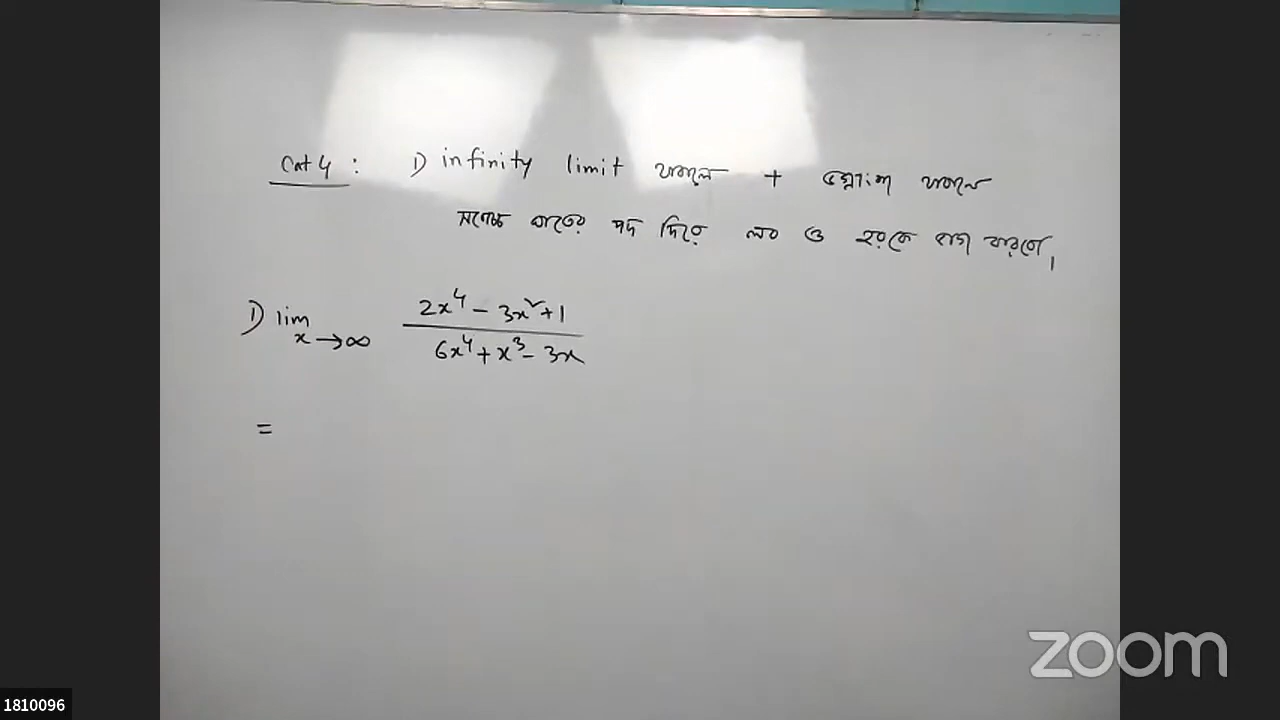 Cat 4 : 1) infinity limit থাকলে + ভগ্নাংশ থাকলে
সর্বোচ্চ ঘাতের পদ দিয়ে লব ও হরকে ভাগ করবো।
1) lim x→∞ (2x⁴ - 3x² + 1) / (6x⁴ + x³ - 3x)
=
zoom
1810096